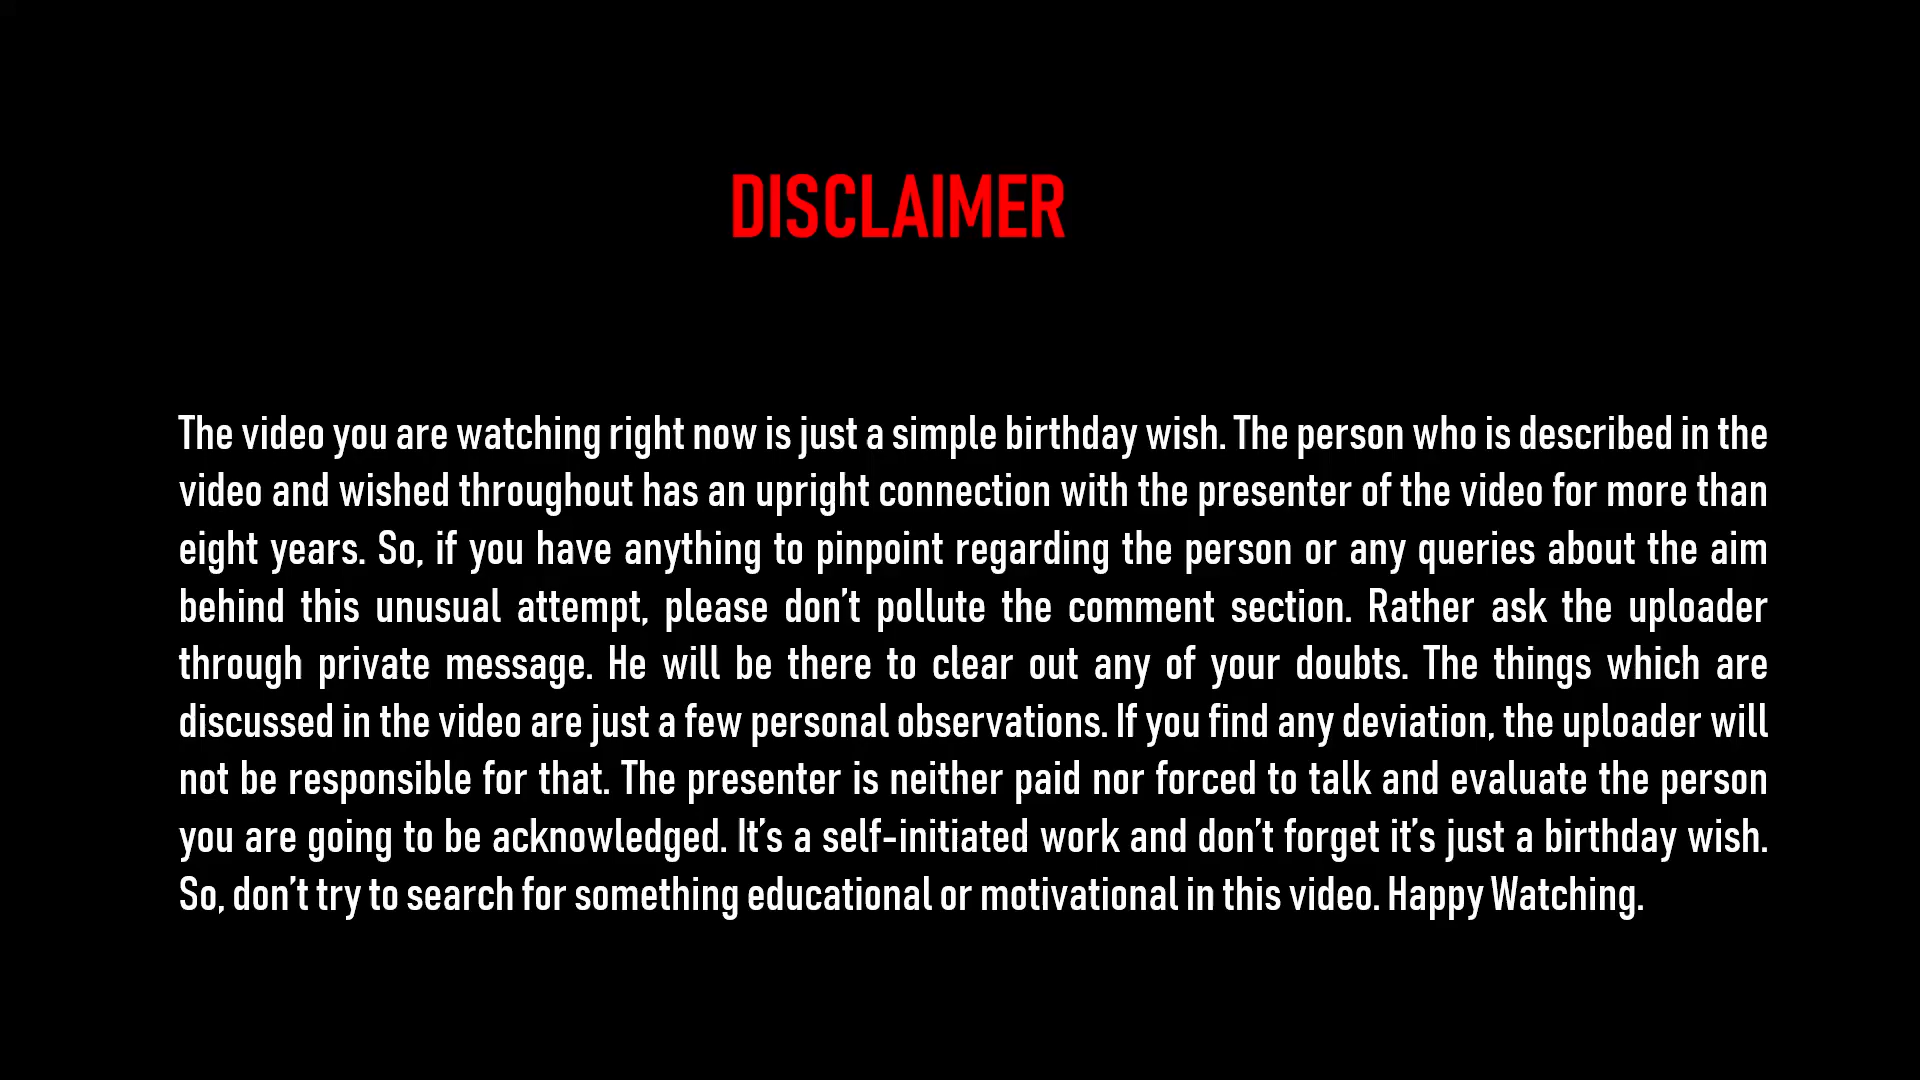 DISCLAIMER
The video you are watching right now is just a simple birthday wish. The person who is described in the
video and wished throughout has an upright connection with the presenter of the video for more than
eight years. So, if you have anything to pinpoint regarding the person or any queries about the aim
behind this unusual attempt, please don’t pollute the comment section. Rather ask the uploader
through private message. He will be there to clear out any of your doubts. The things which are
discussed in the video are just a few personal observations. If you find any deviation, the uploader will
not be responsible for that. The presenter is neither paid nor forced to talk and evaluate the person
you are going to be acknowledged. It’s a self-initiated work and don’t forget it’s just a birthday wish.
So, don’t try to search for something educational or motivational in this video. Happy Watching.